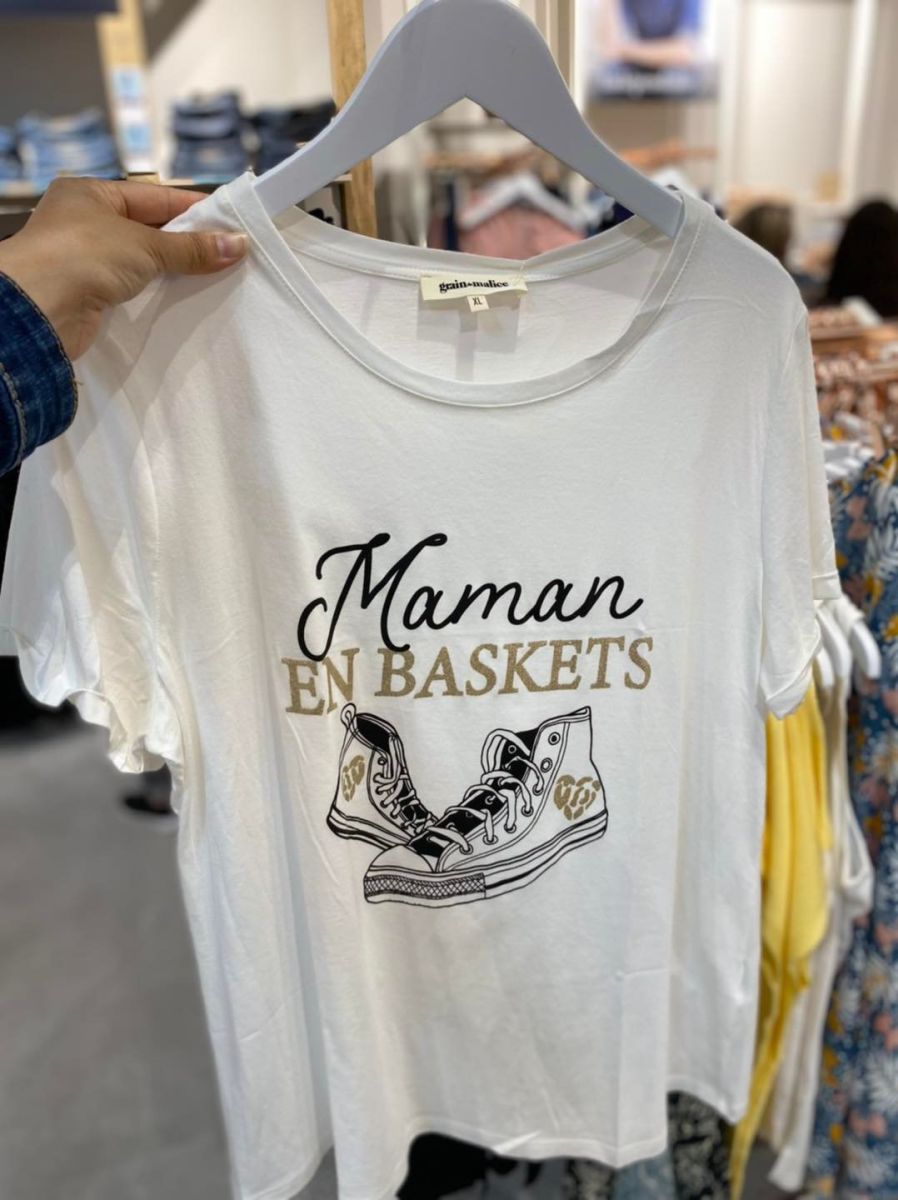 grain de malice
XL
Maman
EN BASKETS